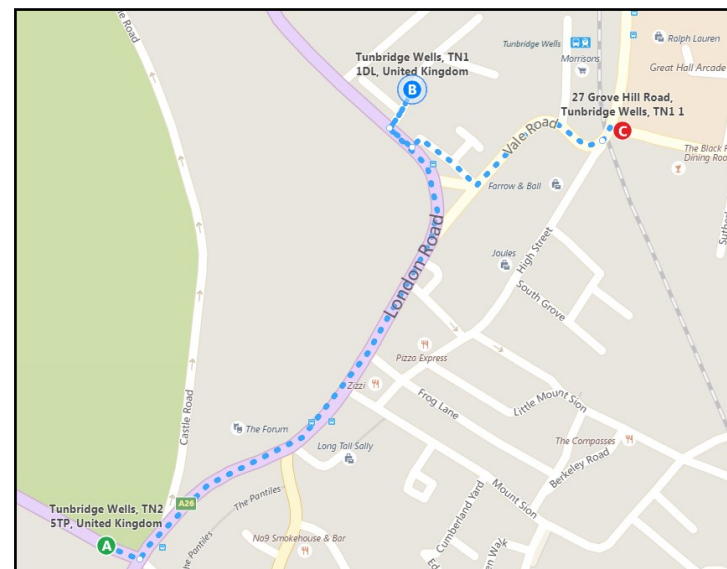 Tunbridge Wells, TN1
1DL, United Kingdom
B
Tunbridge Wells
Morrisons
Ralph Lauren
Great Hall Arcade
27 Grove Hill Road,
Tunbridge Wells, TN1 1
C
Vale Road
The Black P
Dining Roo
Farrow & Ball
London Road
High Street
Joules
South Grove
Suther
Pizza Express
Zizzi
Frog Lane
Little Mount Sion
Castle Road
The Forum
Long Tall Sally
The Compasses
Berkeley Road
Mount Sion
Cumberland Yard
A26
The Pantiles
The Pantiles
Tunbridge Wells, TN2
5TP, United Kingdom
A
No9 Smokehouse & Bar